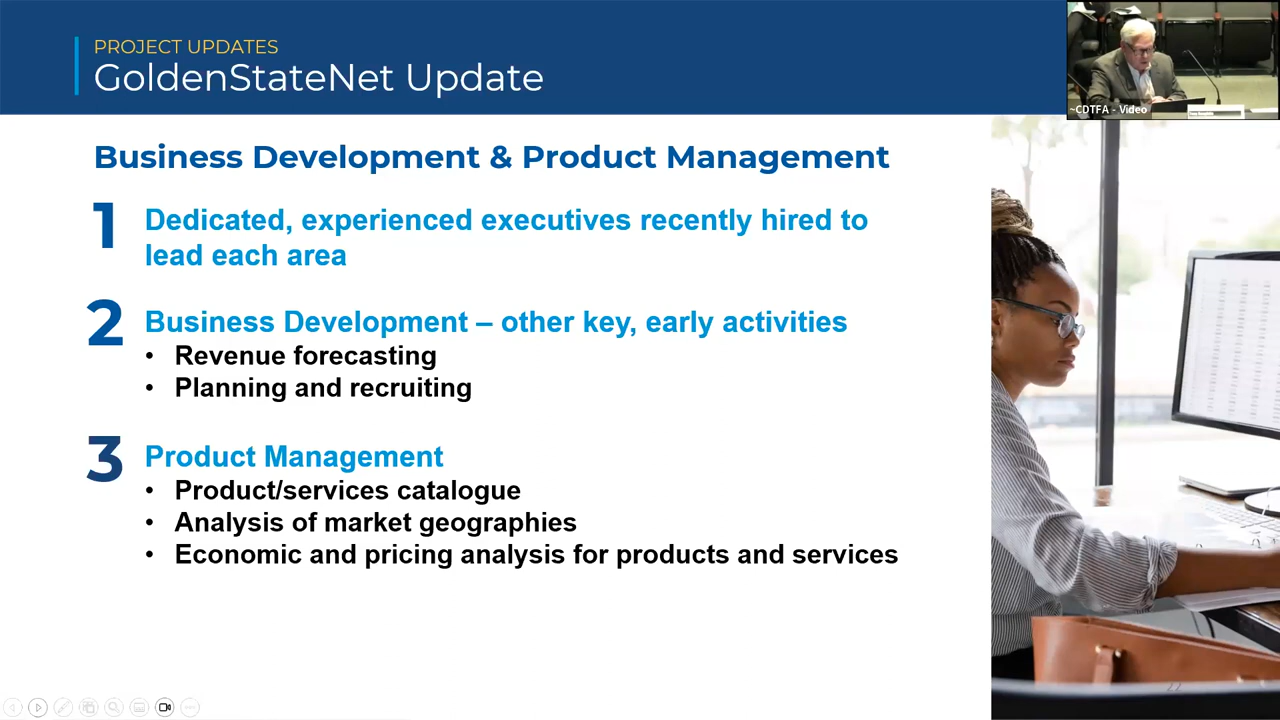 PROJECT UPDATES
GoldenStateNet Update
~CDTFA - Video
Business Development & Product Management
1
Dedicated, experienced executives recently hired to
lead each area
2
Business Development – other key, early activities
• Revenue forecasting
• Planning and recruiting
3
Product Management
• Product/services catalogue
• Analysis of market geographies
• Economic and pricing analysis for products and services
27